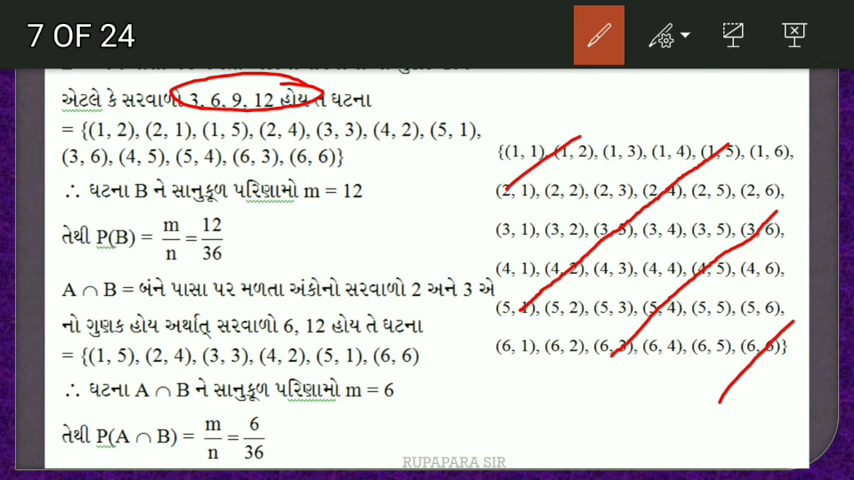 7 OF 24
એટલે કે સરવાળો 3, 6, 9, 12 હોય તે ઘટના
= {(1, 2), (2, 1), (1, 5), (2, 4), (3, 3), (4, 2), (5, 1),
(3, 6), (4, 5), (5, 4), (6, 3), (6, 6)}
∴ ઘટના B ને સાનુકૂળ પરિણામો m = 12
તેથી P(B) = m/n = 12/36
A ∩ B = બંને પાસા પર મળતા અંકોનો સરવાળો 2 અને 3 એ
નો ગુણક હોય અર્થાત્ સરવાળો 6, 12 હોય તે ઘટના
= {(1, 5), (2, 4), (3, 3), (4, 2), (5, 1), (6, 6)
∴ ઘટના A ∩ B ને સાનુકૂળ પરિણામો m = 6
તેથી P(A ∩ B) = m/n = 6/36
{(1, 1), (1, 2), (1, 3), (1, 4), (1, 5), (1, 6),
(2, 1), (2, 2), (2, 3), (2, 4), (2, 5), (2, 6),
(3, 1), (3, 2), (3, 3), (3, 4), (3, 5), (3, 6),
(4, 1), (4, 2), (4, 3), (4, 4), (4, 5), (4, 6),
(5, 1), (5, 2), (5, 3), (5, 4), (5, 5), (5, 6),
(6, 1), (6, 2), (6, 3), (6, 4), (6, 5), (6, 6)}
RUPAPARA SIR